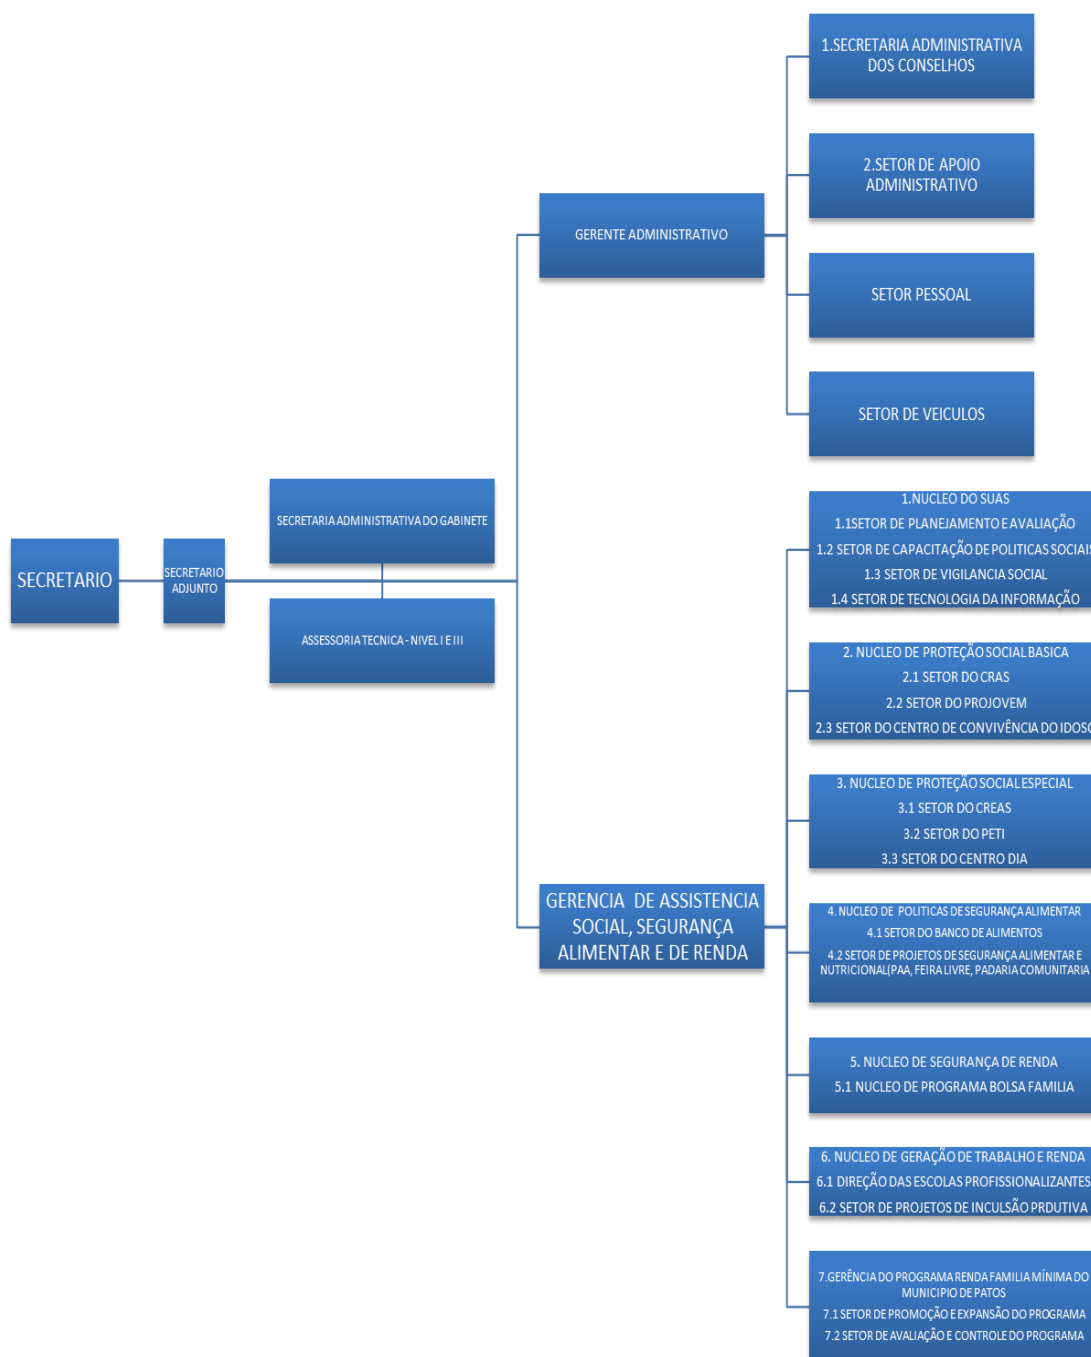 SECRETARIO
SECRETARIO
ADJUNTO
SECRETARIA ADMINISTRATIVA DO GABINETE
ASSESSORIA TECNICA - NIVEL I E III
GERENTE ADMINISTRATIVO
1.SECRETARIA ADMINISTRATIVA
DOS CONSELHOS
2.SETOR DE APOIO
ADMINISTRATIVO
SETOR PESSOAL
SETOR DE VEICULOS
GERENCIA DE ASSISTENCIA
SOCIAL, SEGURANÇA
ALIMENTAR E DE RENDA
1.NUCLEO DO SUAS
1.1SETOR DE PLANEJAMENTO E AVALIAÇÃO
1.2 SETOR DE CAPACITAÇÃO DE POLITICAS SOCIAIS
1.3 SETOR DE VIGILANCIA SOCIAL
1.4 SETOR DE TECNOLOGIA DA INFORMAÇÃO
2. NUCLEO DE PROTEÇÃO SOCIAL BASICA
2.1 SETOR DO CRAS
2.2 SETOR DO PROJOVEM
2.3 SETOR DO CENTRO DE CONVIVÊNCIA DO IDOSO
3. NUCLEO DE PROTEÇÃO SOCIAL ESPECIAL
3.1 SETOR DO CREAS
3.2 SETOR DO PETI
3.3 SETOR DO CENTRO DIA
4. NUCLEO DE POLITICAS DE SEGURANÇA ALIMENTAR
4.1 SETOR DO BANCO DE ALIMENTOS
4.2 SETOR DE PROJETOS DE SEGURANÇA ALIMENTAR E
NUTRICIONAL(PAA, FEIRA LIVRE, PADARIA COMUNITARIA
5. NUCLEO DE SEGURANÇA DE RENDA
5.1 NUCLEO DE PROGRAMA BOLSA FAMILIA
6. NUCLEO DE GERAÇÃO DE TRABALHO E RENDA
6.1 DIREÇÃO DAS ESCOLAS PROFISSIONALIZANTES
6.2 SETOR DE PROJETOS DE INCULSÃO PRDUTIVA
7.GERÊNCIA DO PROGRAMA RENDA FAMILIA MÍNIMA DO
MUNICIPIO DE PATOS
7.1 SETOR DE PROMOÇÃO E EXPANSÃO DO PROGRAMA
7.2 SETOR DE AVALIAÇÃO E CONTROLE DO PROGRAMA